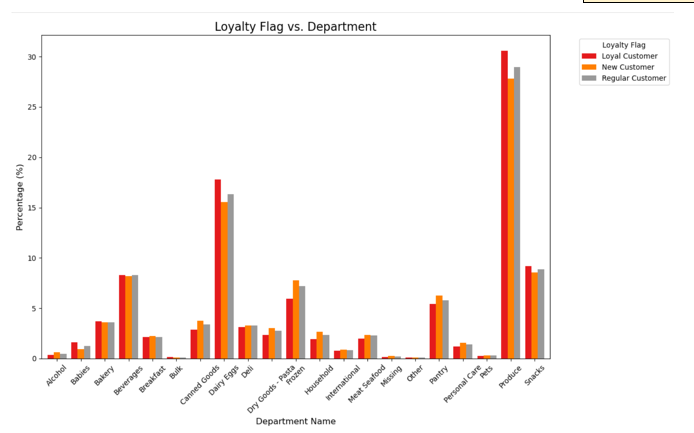 Loyalty Flag vs. Department
Loyalty Flag
Loyal Customer
New Customer
Regular Customer
Percentage (%)
30
25
20
15
10
5
0
Alcohol
Babies
Bakery
Beverages
Breakfast
Bulk
Canned Goods
Dairy Eggs
Deli
Dry Goods - Pasta
Frozen
Household
International
Meat Seafood
Missing
Other
Pantry
Personal Care
Pets
Produce
Snacks
Department Name